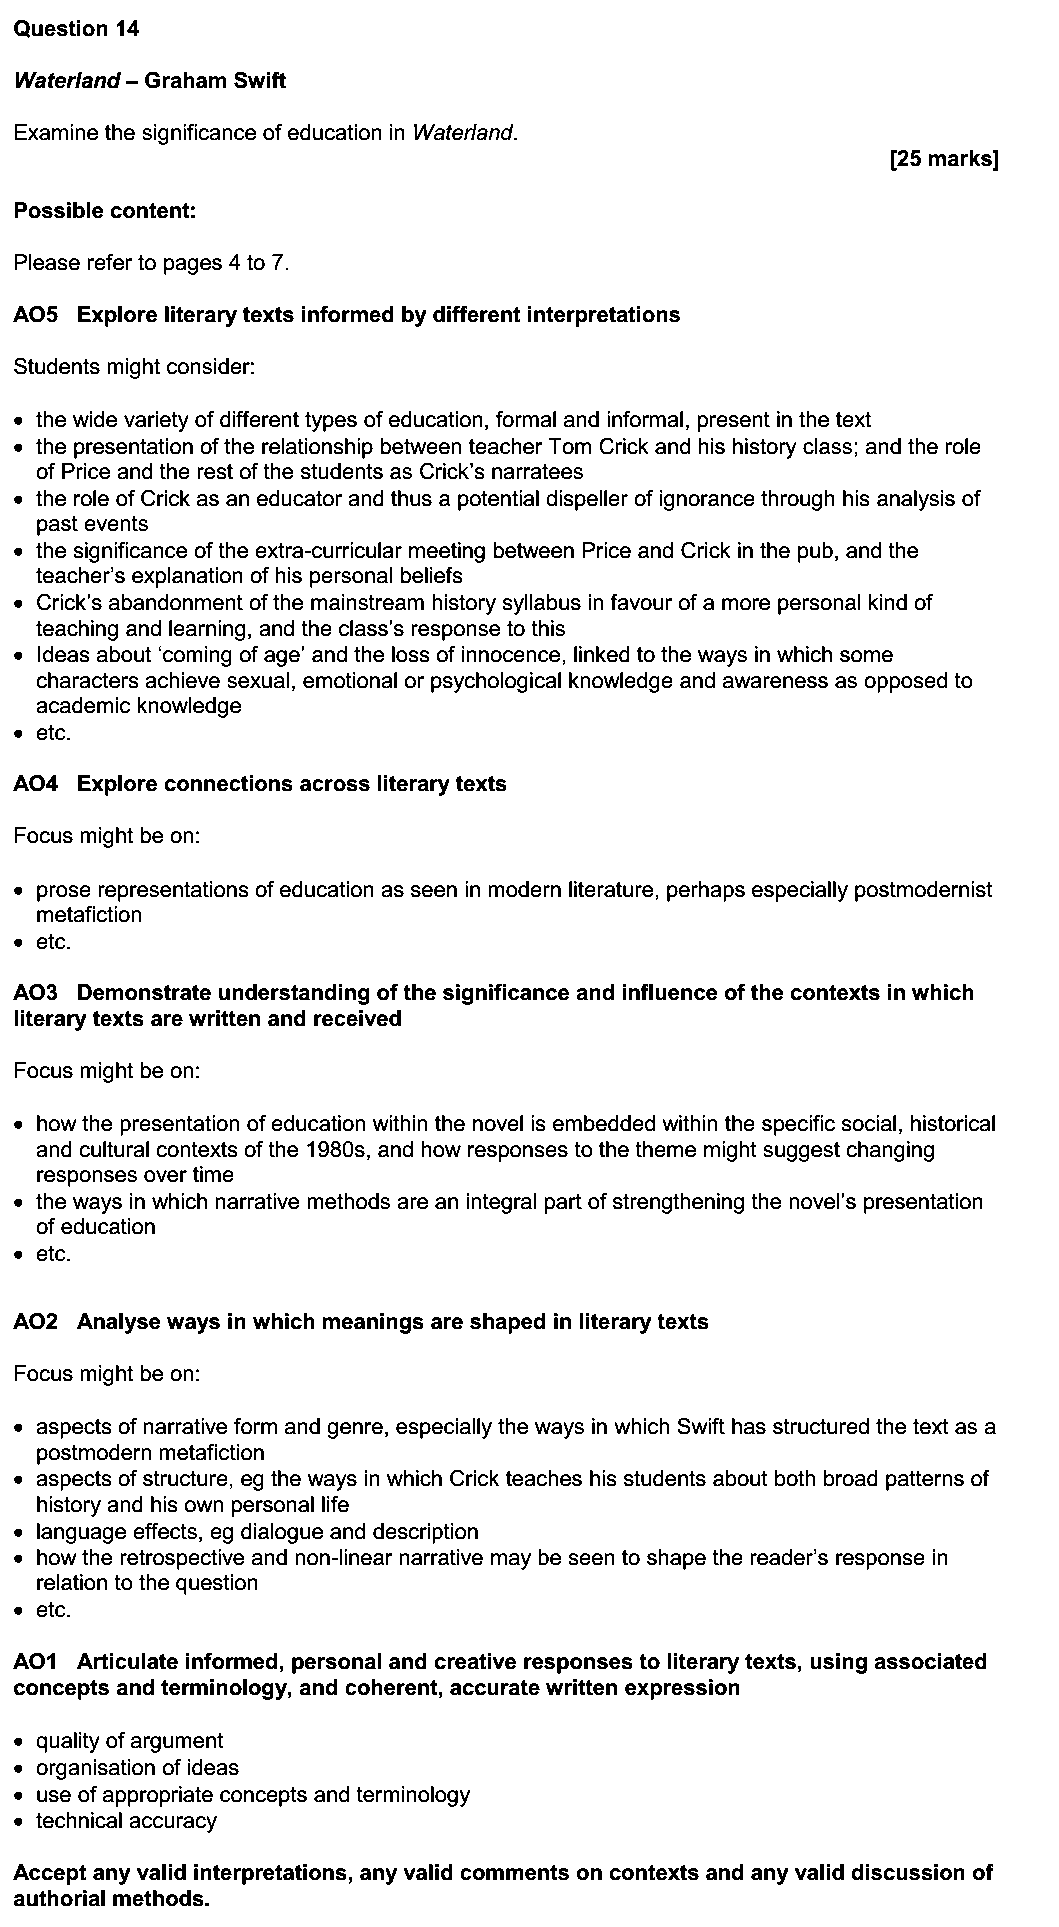 Question 14
Waterland – Graham Swift
Examine the significance of education in Waterland.
[25 marks]
Possible content:
Please refer to pages 4 to 7.
AO5 Explore literary texts informed by different interpretations
Students might consider:
• the wide variety of different types of education, formal and informal, present in the text
• the presentation of the relationship between teacher Tom Crick and his history class; and the role
of Price and the rest of the students as Crick’s narratees
• the role of Crick as an educator and thus a potential dispeller of ignorance through his analysis of
past events
• the significance of the extra-curricular meeting between Price and Crick in the pub, and the
teacher’s explanation of his personal beliefs
• Crick’s abandonment of the mainstream history syllabus in favour of a more personal kind of
teaching and learning, and the class’s response to this
• Ideas about ‘coming of age’ and the loss of innocence, linked to the ways in which some
characters achieve sexual, emotional or psychological knowledge and awareness as opposed to
academic knowledge
• etc.
AO4 Explore connections across literary texts
Focus might be on:
• prose representations of education as seen in modern literature, perhaps especially postmodernist
metafiction
• etc.
AO3 Demonstrate understanding of the significance and influence of the contexts in which
literary texts are written and received
Focus might be on:
• how the presentation of education within the novel is embedded within the specific social, historical
and cultural contexts of the 1980s, and how responses to the theme might suggest changing
responses over time
• the ways in which narrative methods are an integral part of strengthening the novel’s presentation
of education
• etc.
AO2 Analyse ways in which meanings are shaped in literary texts
Focus might be on:
• aspects of narrative form and genre, especially the ways in which Swift has structured the text as a
postmodern metafiction
• aspects of structure, eg the ways in which Crick teaches his students about both broad patterns of
history and his own personal life
• language effects, eg dialogue and description
• how the retrospective and non-linear narrative may be seen to shape the reader’s response in
relation to the question
• etc.
AO1 Articulate informed, personal and creative responses to literary texts, using associated
concepts and terminology, and coherent, accurate written expression
• quality of argument
• organisation of ideas
• use of appropriate concepts and terminology
• technical accuracy
Accept any valid interpretations, any valid comments on contexts and any valid discussion of
authorial methods.